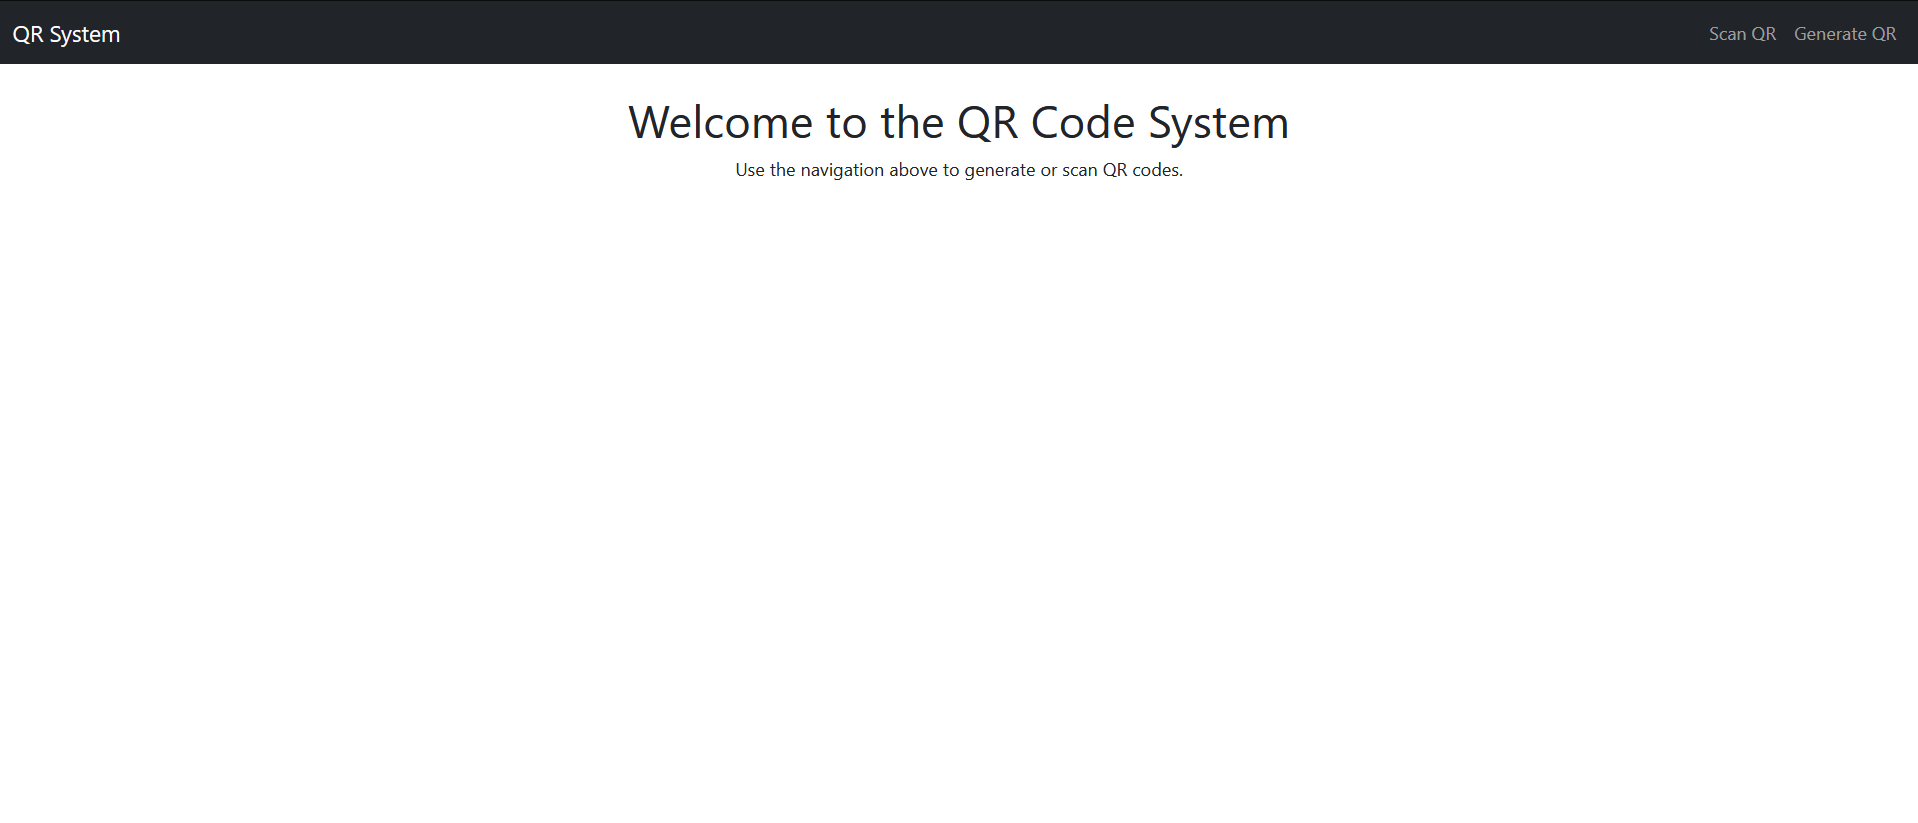 QR System
Scan QR
Generate QR
Welcome to the QR Code System
Use the navigation above to generate or scan QR codes.